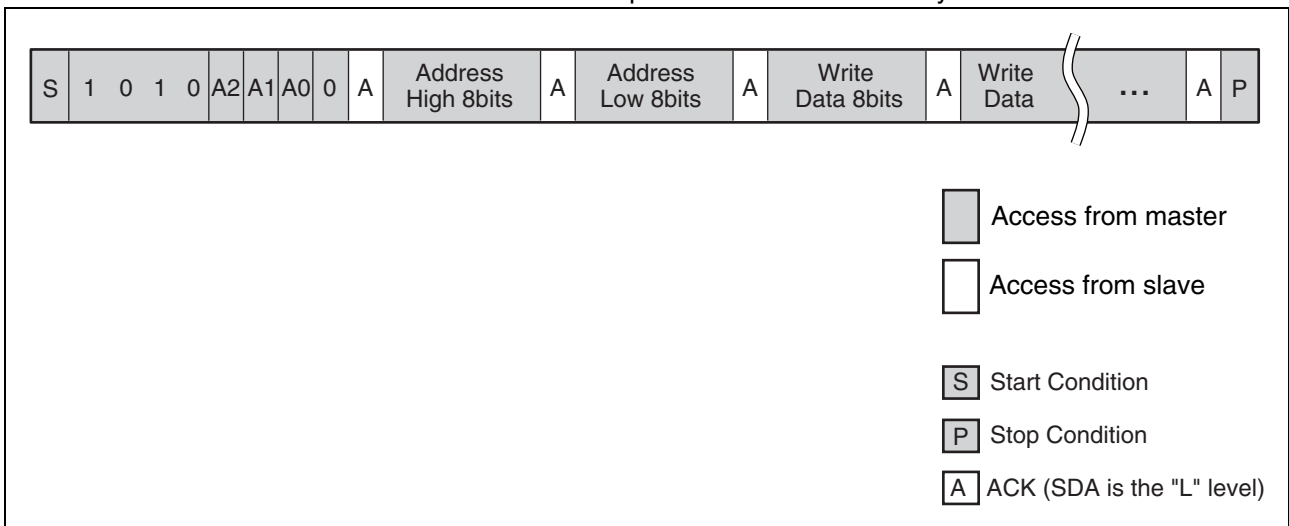 S 1 0 1 0 A2 A1 A0 0 A Address High 8bits A Address Low 8bits A Write Data 8bits A Write Data ... A P
Access from master
Access from slave
S Start Condition
P Stop Condition
A ACK (SDA is the "L" level)